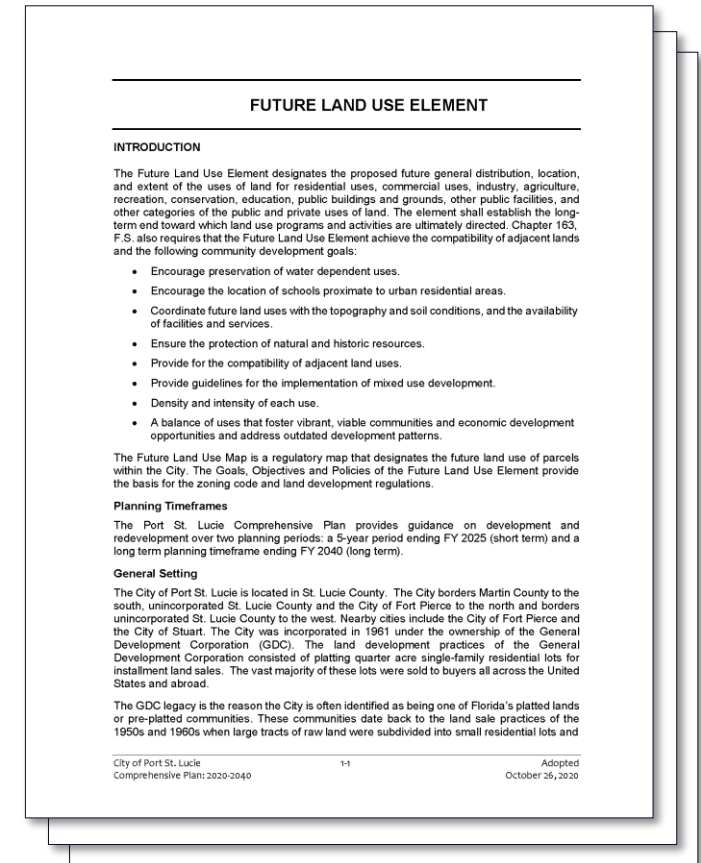 FUTURE LAND USE ELEMENT
INTRODUCTION
The Future Land Use Element designates the proposed future general distribution, location,
and extent of the uses of land for residential uses, commercial uses, industry, agriculture,
recreation, conservation, education, public buildings and grounds, other public facilities, and
other categories of the public and private uses of land. The element shall establish the long-
term end toward which land use programs and activities are ultimately directed. Chapter 163,
F.S. also requires that the Future Land Use Element achieve the compatibility of adjacent lands
and the following community development goals:
• Encourage preservation of water dependent uses.
• Encourage the location of schools proximate to urban residential areas.
• Coordinate future land uses with the topography and soil conditions, and the availability
of facilities and services.
• Ensure the protection of natural and historic resources.
• Provide for the compatibility of adjacent land uses.
• Provide guidelines for the implementation of mixed use development.
• Density and intensity of each use.
• A balance of uses that foster vibrant, viable communities and economic development
opportunities and address outdated development patterns.
The Future Land Use Map is a regulatory map that designates the future land use of parcels
within the City. The Goals, Objectives and Policies of the Future Land Use Element provide
the basis for the zoning code and land development regulations.
Planning Timeframes
The Port St. Lucie Comprehensive Plan provides guidance on development and
redevelopment over two planning periods: a 5-year period ending FY 2025 (short term) and a
long term planning timeframe ending FY 2040 (long term).
General Setting
The City of Port St. Lucie is located in St. Lucie County. The City borders Martin County to the
south, unincorporated St. Lucie County and the City of Fort Pierce to the north and borders
unincorporated St. Lucie County to the west. Nearby cities include the City of Fort Pierce and
the City of Stuart. The City was incorporated in 1961 under the ownership of the General
Development Corporation (GDC). The land development practices of the General
Development Corporation consisted of platting quarter acre single-family residential lots for
installment land sales. The vast majority of these lots were sold to buyers all across the United
States and abroad.
The GDC legacy is the reason the City is often identified as being one of Florida's platted lands
or pre-platted communities. These communities date back to the land sale practices of the
1950s and 1960s when large tracts of raw land were subdivided into small residential lots and
City of Port St. Lucie 1-1 Adopted
Comprehensive Plan: 2020-2040 October 26, 2020